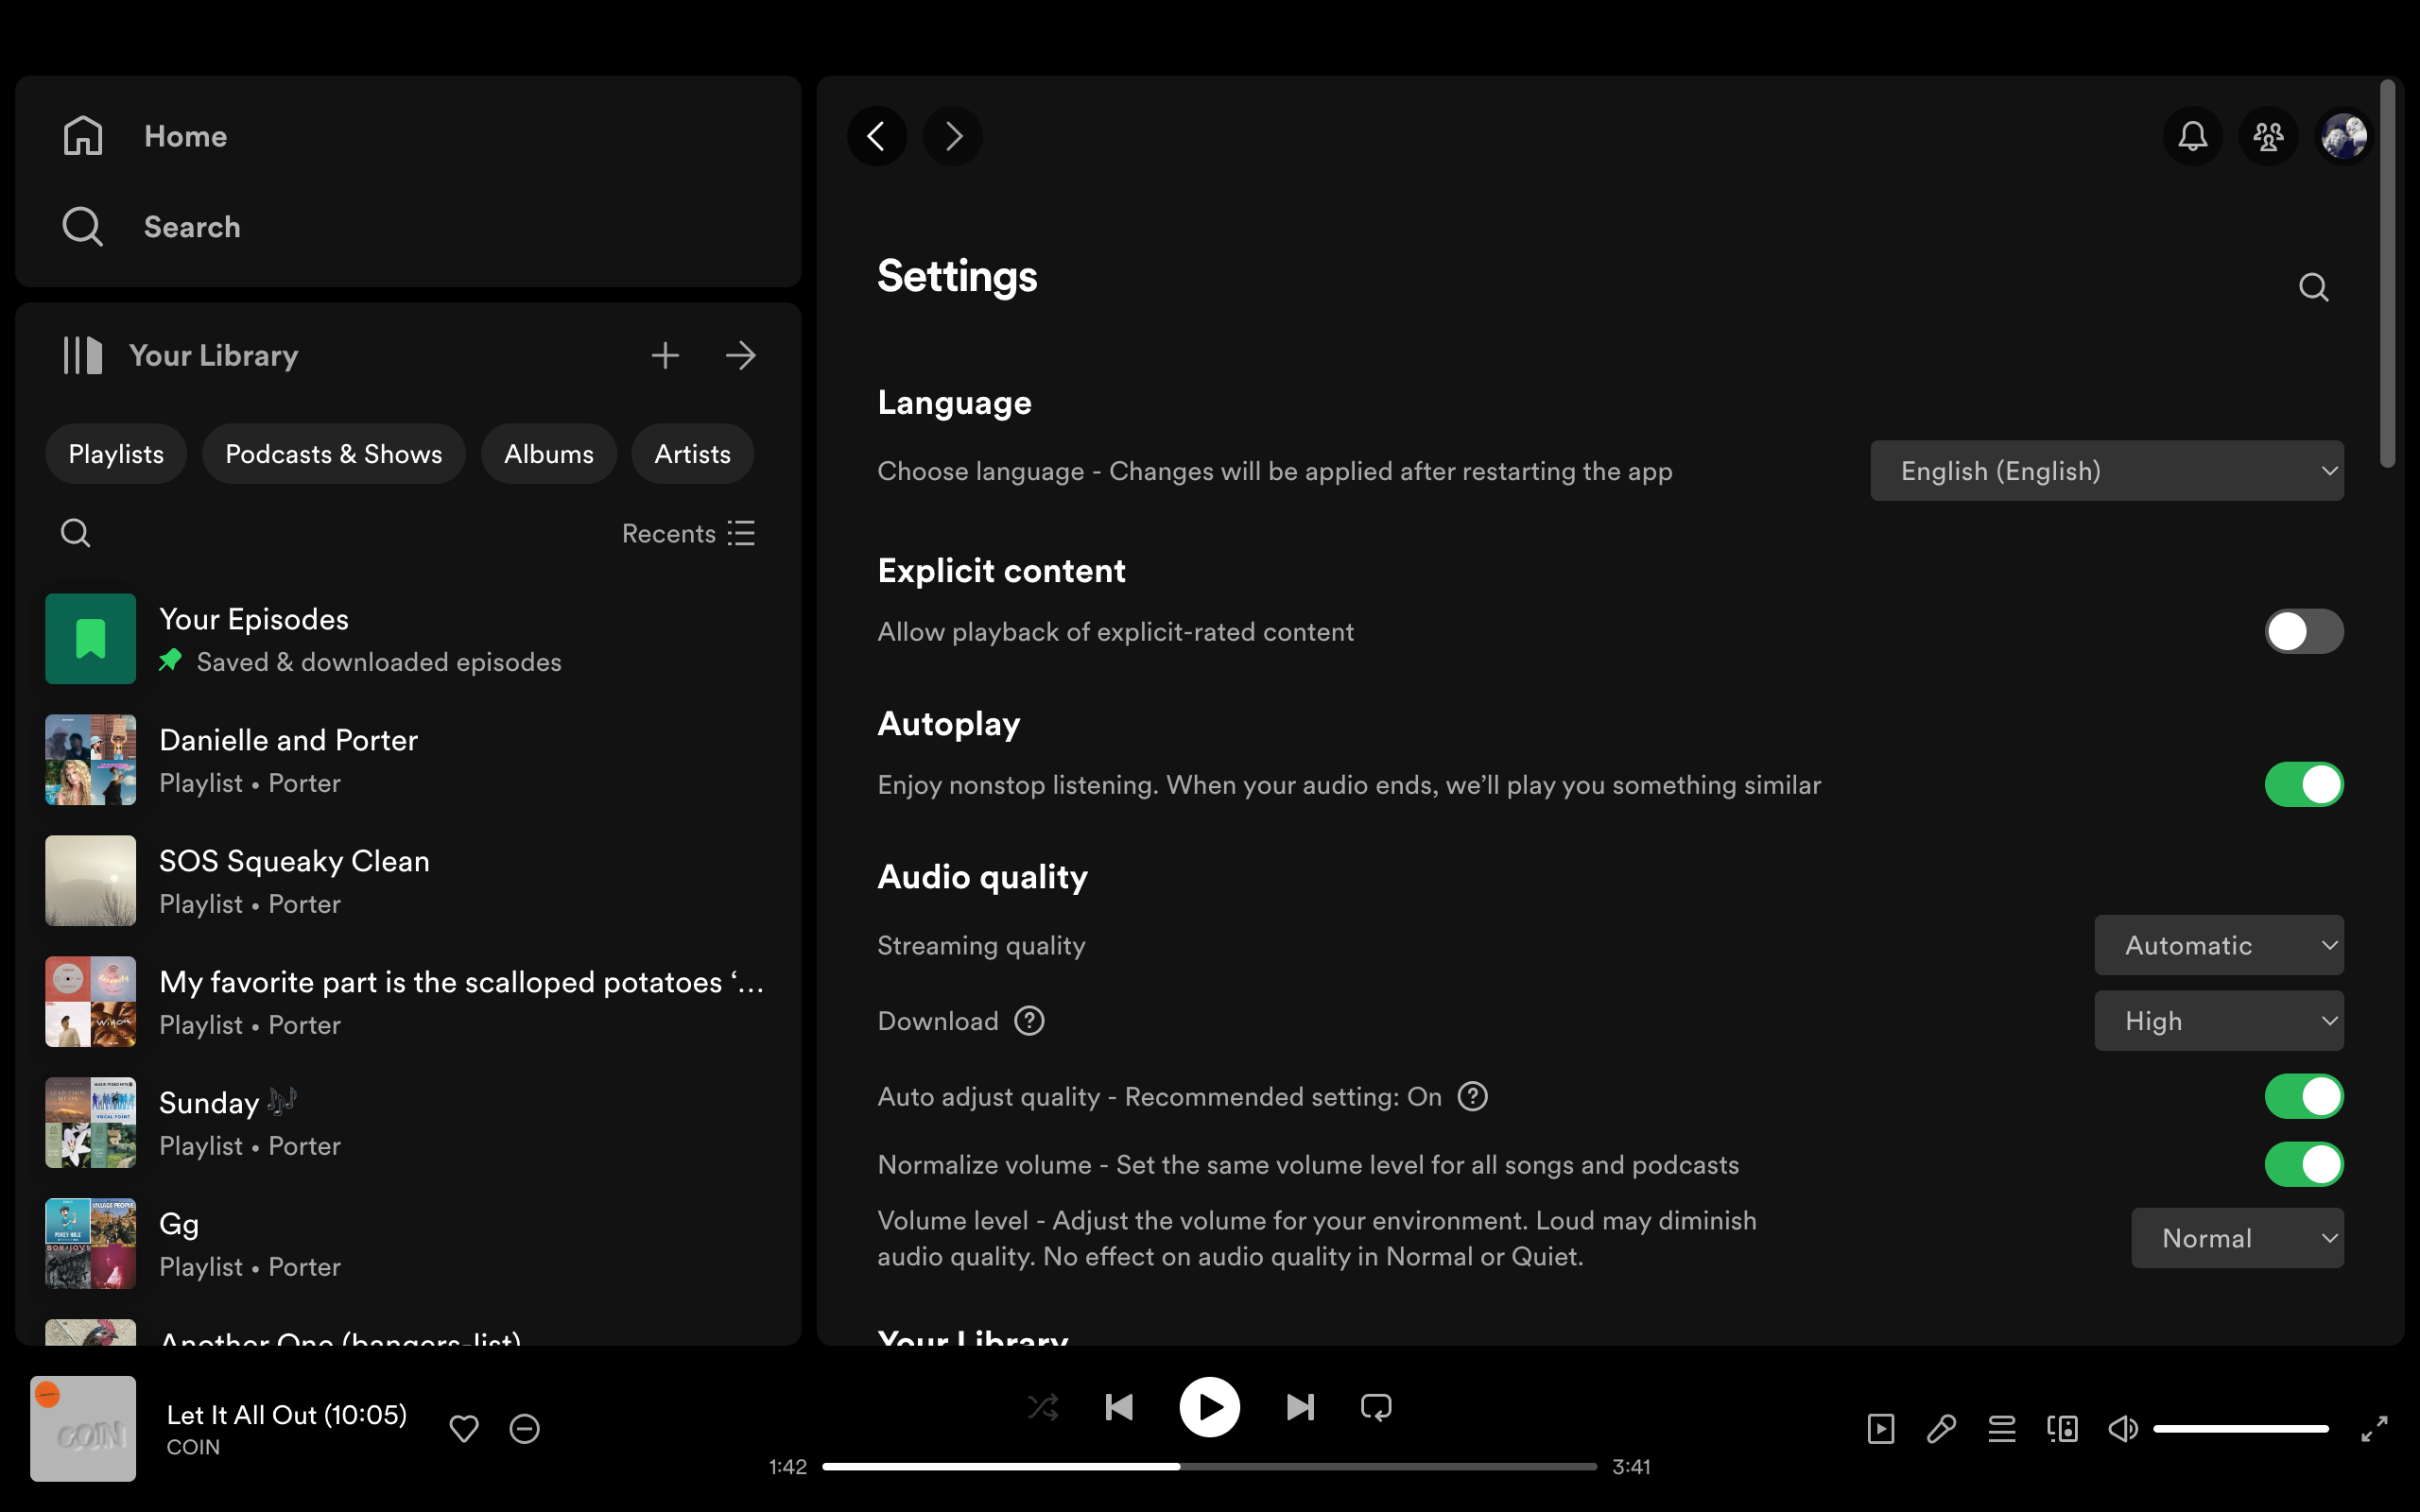 Home
Search
Your Library
Playlists
Podcasts & Shows
Albums
Artists
Recents
Your Episodes
Saved & downloaded episodes
Danielle and Porter
Playlist • Porter
SOS Squeaky Clean
Playlist • Porter
My favorite part is the scalloped potatoes ‘...
Playlist • Porter
Sunday
Playlist • Porter
Gg
Playlist • Porter
Another One (bangers-list)
Settings
Language
Choose language - Changes will be applied after restarting the app
English (English)
Explicit content
Allow playback of explicit-rated content
Autoplay
Enjoy nonstop listening. When your audio ends, we’ll play you something similar
Audio quality
Streaming quality
Automatic
Download
High
Auto adjust quality - Recommended setting: On
Normalize volume - Set the same volume level for all songs and podcasts
Volume level - Adjust the volume for your environment. Loud may diminish
audio quality. No effect on audio quality in Normal or Quiet.
Normal
Your Library
COIN
Let It All Out (10:05)
COIN
1:42
3:41